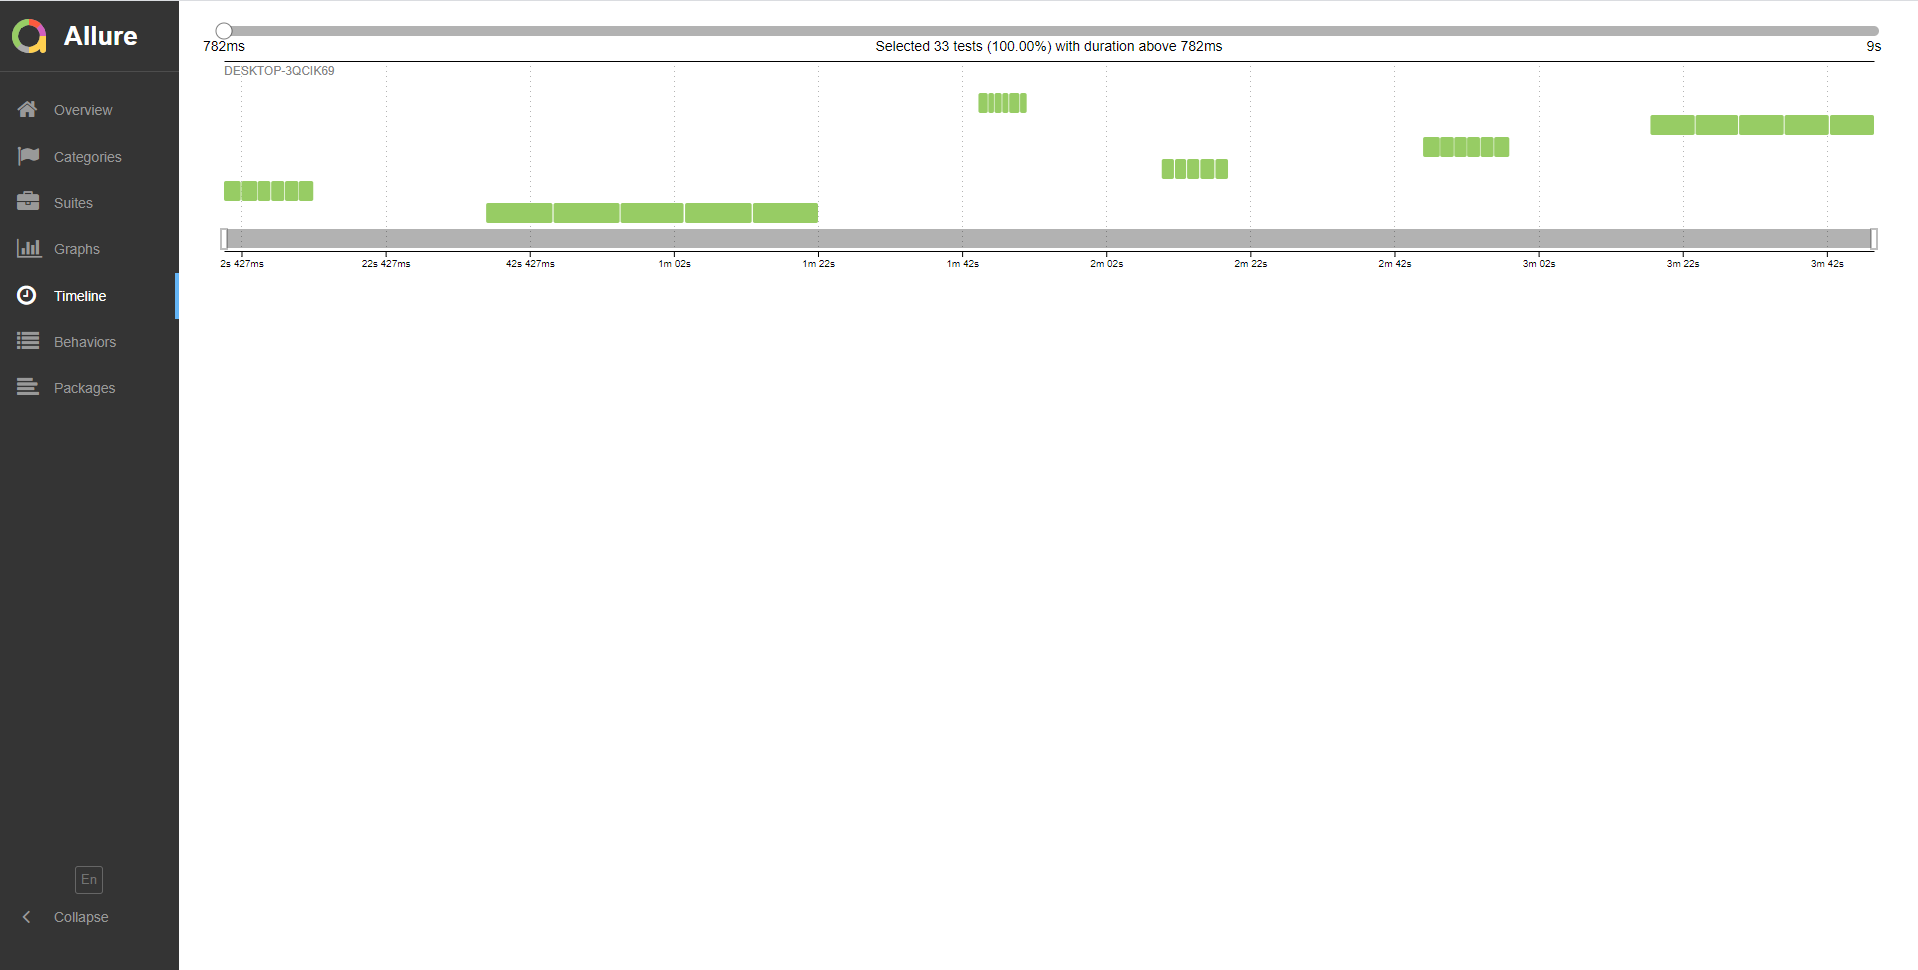 Allure
Overview
Categories
Suites
Graphs
Timeline
Behaviors
Packages
En
Collapse
782ms
Selected 33 tests (100.00%) with duration above 782ms
9s
DESKTOP-3QCIK69
2s 427ms
22s 427ms
42s 427ms
1m 02s
1m 22s
1m 42s
2m 02s
2m 22s
2m 42s
3m 02s
3m 22s
3m 42s